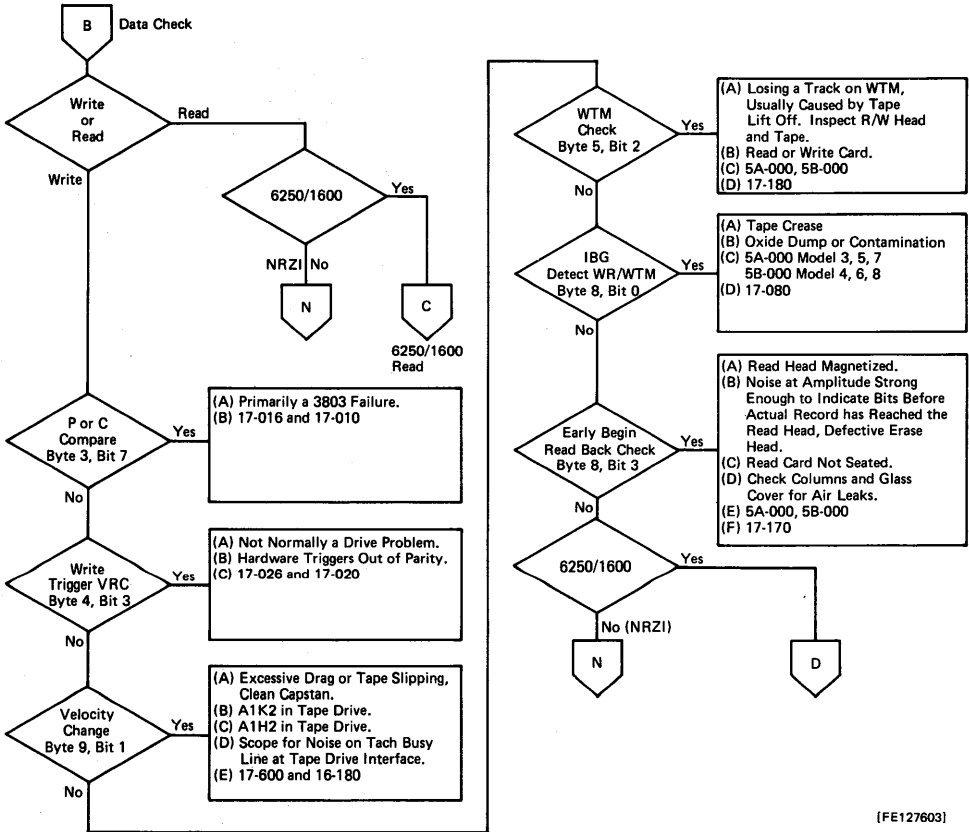 B
Data Check
Write
or
Read
Read
Write
6250/1600
Yes
NRZI
No
N
C
6250/1600
Read
P or C
Compare
Byte 3, Bit 7
Yes
No
(A) Primarily a 3803 Failure.
(B) 17-016 and 17-010
Write
Trigger VRC
Byte 4, Bit 3
Yes
No
(A) Not Normally a Drive Problem.
(B) Hardware Triggers Out of Parity.
(C) 17-026 and 17-020
Velocity
Change
Byte 9, Bit 1
Yes
No
(A) Excessive Drag or Tape Slipping,
Clean Capstan.
(B) A1K2 in Tape Drive.
(C) A1H2 in Tape Drive.
(D) Scope for Noise on Tach Busy
Line at Tape Drive Interface.
(E) 17-600 and 16-180
WTM
Check
Byte 5, Bit 2
Yes
No
(A) Losing a Track on WTM,
Usually Caused by Tape
Lift Off. Inspect R/W Head
and Tape.
(B) Read or Write Card.
(C) 5A-000, 5B-000
(D) 17-180
IBG
Detect WR/WTM
Byte 8, Bit 0
Yes
No
(A) Tape Crease
(B) Oxide Dump or Contamination
(C) 5A-000 Model 3, 5, 7
5B-000 Model 4, 6, 8
(D) 17-080
Early Begin
Read Back Check
Byte 8, Bit 3
Yes
No
(A) Read Head Magnetized.
(B) Noise at Amplitude Strong
Enough to Indicate Bits Before
Actual Record has Reached the
Read Head, Defective Erase
Head.
(C) Read Card Not Seated.
(D) Check Columns and Glass
Cover for Air Leaks.
(E) 5A-000, 5B-000
(F) 17-170
6250/1600
Yes
No (NRZI)
N
D
[FE127603]